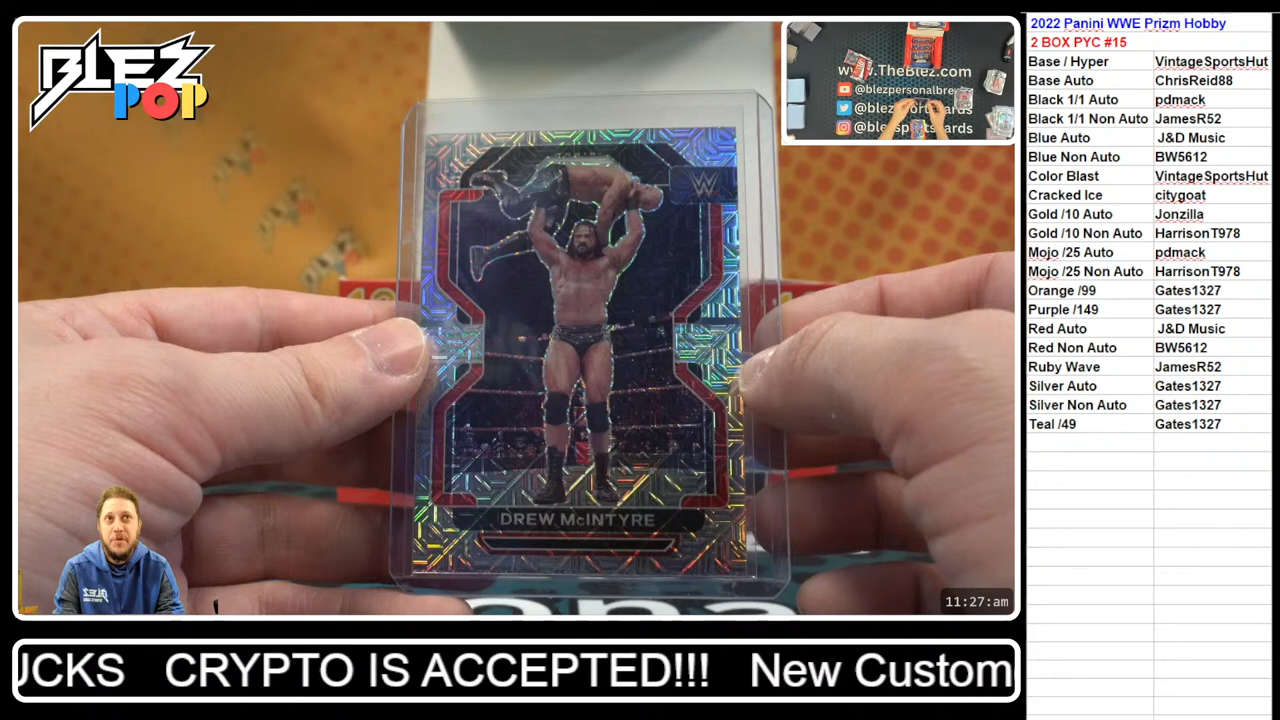 BLEZ
POP
www.TheBlez.com
W
DREW McINTYRE
11:27:am
CRYPTO IS ACCEPTED!!! New Custom
2022 Panini WWE Prizm Hobby
2 BOX PYC #15
Base / Hyper VintageSportsHut
Base Auto ChrisReid88
Black 1/1 Auto pdmack
Black 1/1 Non Auto JamesR52
Blue Auto J&D Music
Blue Non Auto BW5612
Color Blast VintageSportsHut
Cracked Ice citygoat
Gold /10 Auto Jonzilla
Gold /10 Non Auto HarrisonT978
Mojo /25 Auto pdmack
Mojo /25 Non Auto HarrisonT978
Orange /99 Gates1327
Purple /149 Gates1327
Red Auto J&D Music
Red Non Auto BW5612
Ruby Wave JamesR52
Silver Auto Gates1327
Silver Non Auto Gates1327
Teal /49 Gates1327